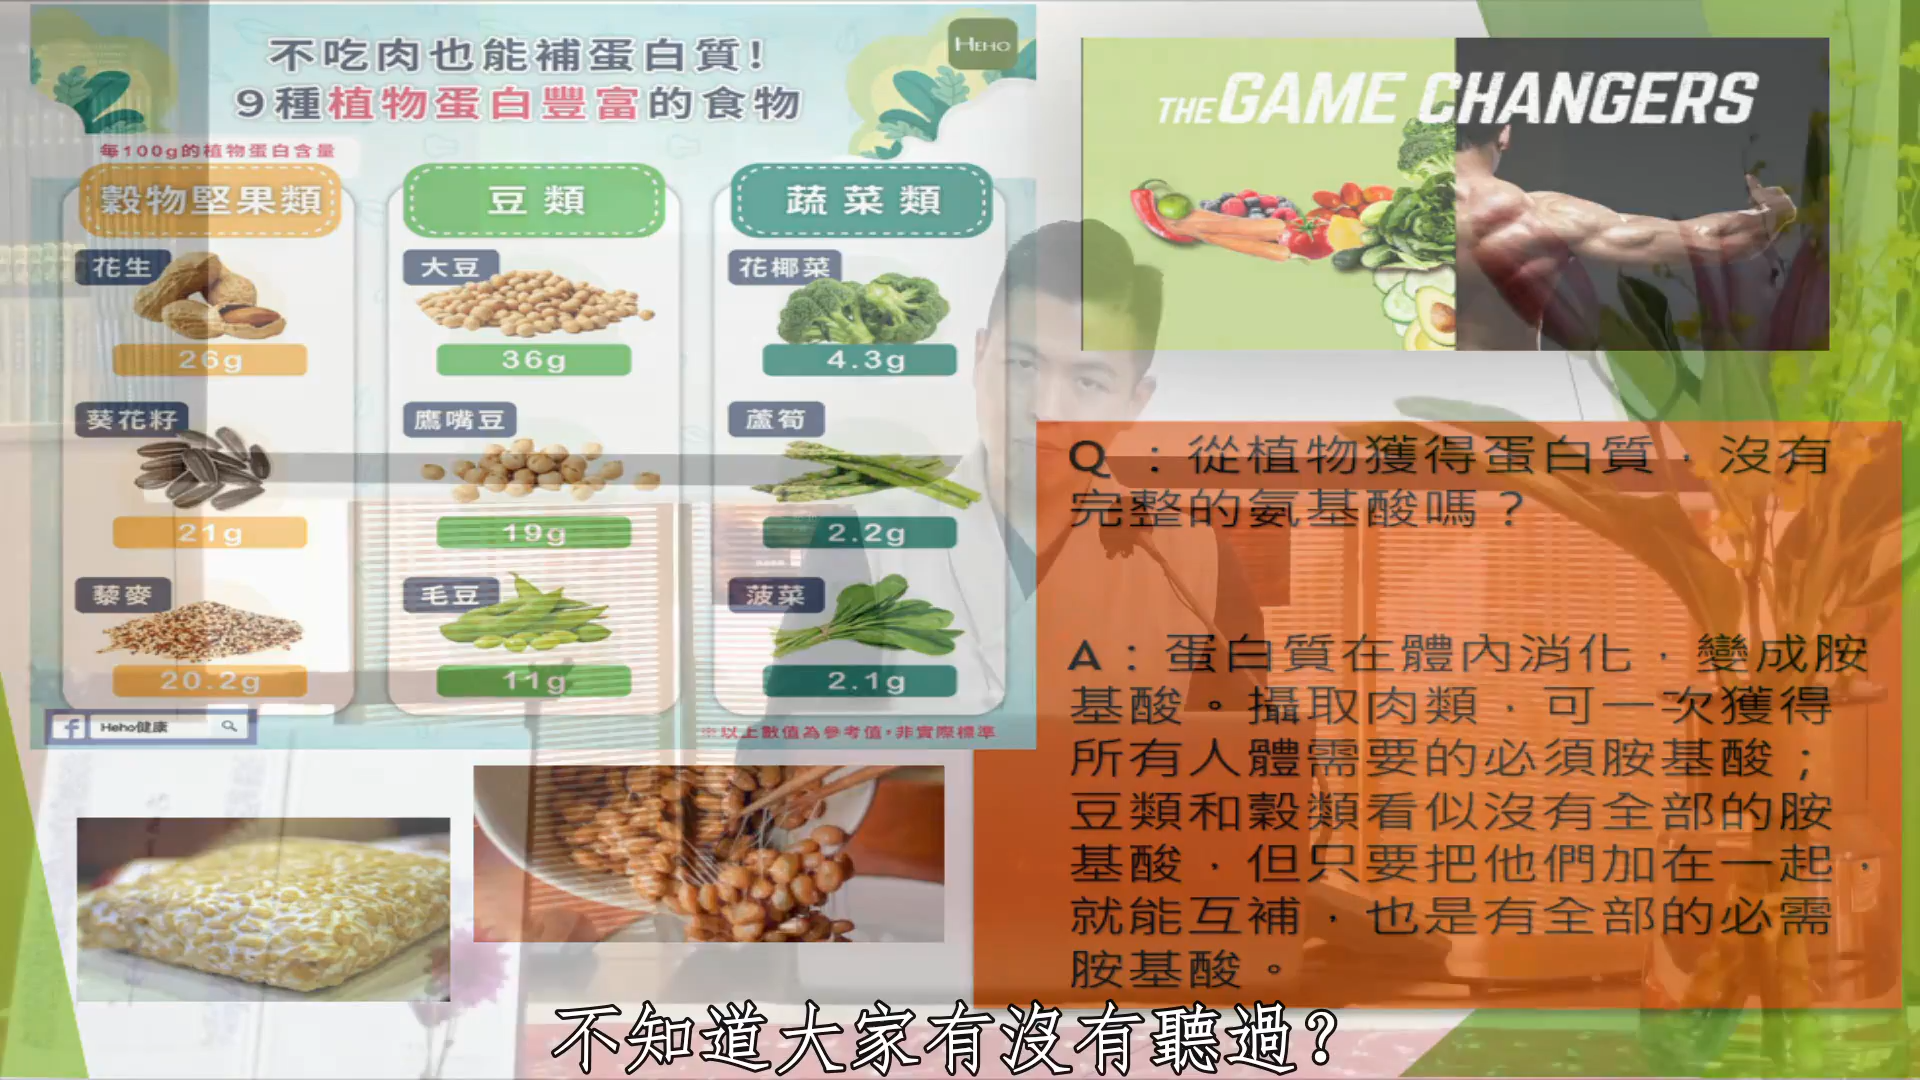 不吃肉也能補蛋白質!
9種植物蛋白豐富的食物
HEHO
每100g的植物蛋白含量
穀物堅果類
花生
26g
葵花籽
21g
藜麥
20.2g
豆類
大豆
36g
鷹嘴豆
19g
毛豆
11g
蔬菜類
花椰菜
4.3g
蘆筍
2.2g
菠菜
2.1g
Heho健康
※以上數值為參考值,非實際標準
THE GAME CHANGERS
Q：從植物獲得蛋白質，沒有
完整的氨基酸嗎？
A：蛋白質在體內消化，變成胺
基酸。攝取肉類，可一次獲得
所有人體需要的必須胺基酸；
豆類和穀類看似沒有全部的胺
基酸，但只要把他們加在一起，
就能互補，也是有全部的必需
胺基酸。
不知道大家有沒有聽過?